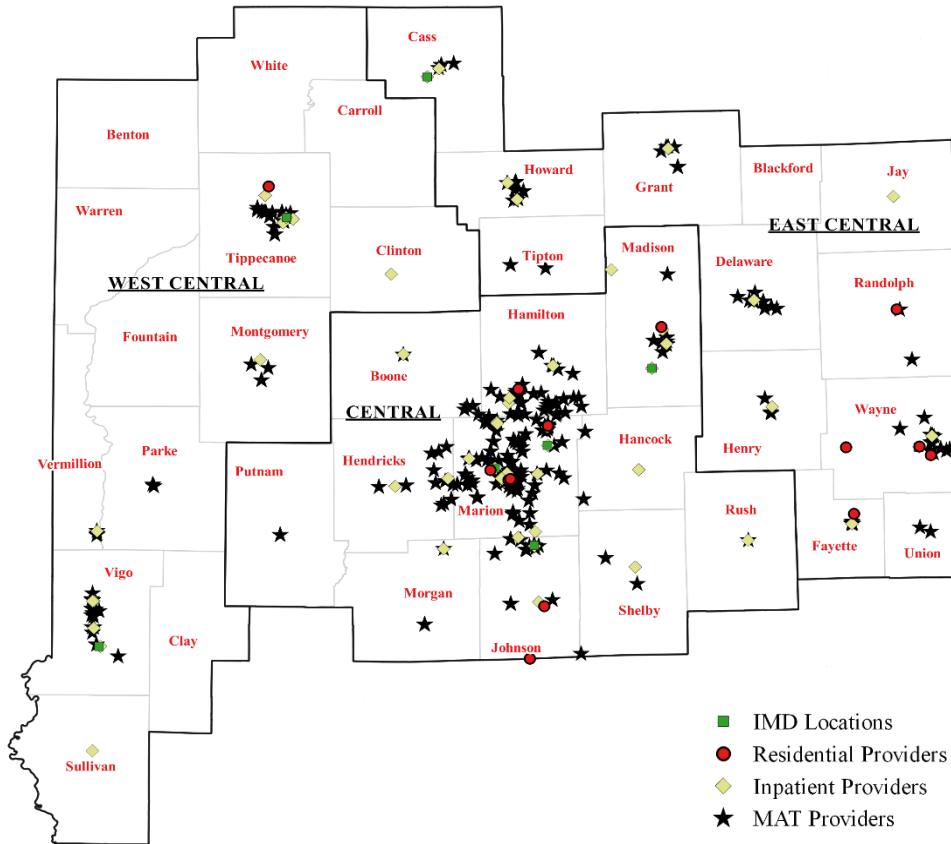 Cass
White
Carroll
Benton
Howard
Blackford
Jay
Grant
Warren
EAST CENTRAL
Tippecanoe
Clinton
Tipton
Madison
Delaware
WEST CENTRAL
Randolph
Hamilton
Fountain
Montgomery
Boone
CENTRAL
Wayne
Hancock
Henry
Vermillion
Parke
Putnam
Hendricks
Marion
Rush
Fayette
Union
Vigo
Morgan
Shelby
Clay
Johnson
Sullivan
IMD Locations
Residential Providers
Inpatient Providers
MAT Providers